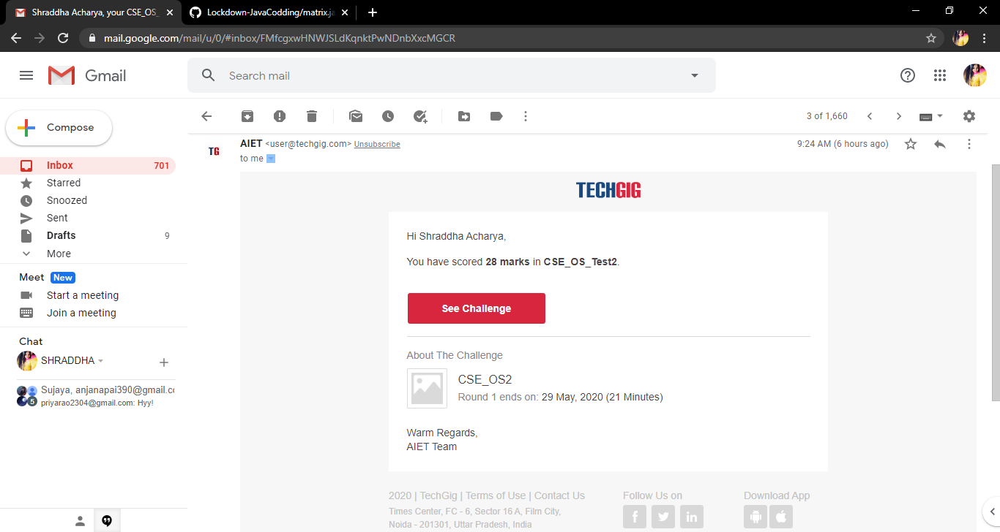 Shraddha Acharya, your CSE_OS_
Lockdown-JavaCodding/matrix.ja
mail.google.com/mail/u/0/#inbox/FMfcgxwHNWJSLdKqnktPwNDnbXxcMGCR
Gmail
Search mail
Compose
3 of 1,660
Inbox 701
Starred
Snoozed
Sent
Drafts 9
More
Meet New
Start a meeting
Join a meeting
Chat
SHRADDHA
Sujaya, anjanapai390@gmail.co
5
priyarao2304@gmail.com: Hyy!
TG
AIET <user@techgig.com> Unsubscribe
9:24 AM (6 hours ago)
to me
TECHGIG
Hi Shraddha Acharya,
You have scored 28 marks in CSE_OS_Test2.
See Challenge
About The Challenge
CSE_OS2
Round 1 ends on: 29 May, 2020 (21 Minutes)
Warm Regards,
AIET Team
2020 | TechGig | Terms of Use | Contact Us
Times Center, FC - 6, Sector 16 A, Film City,
Noida - 201301, Uttar Pradesh, India
Follow Us on
f
in
Download App